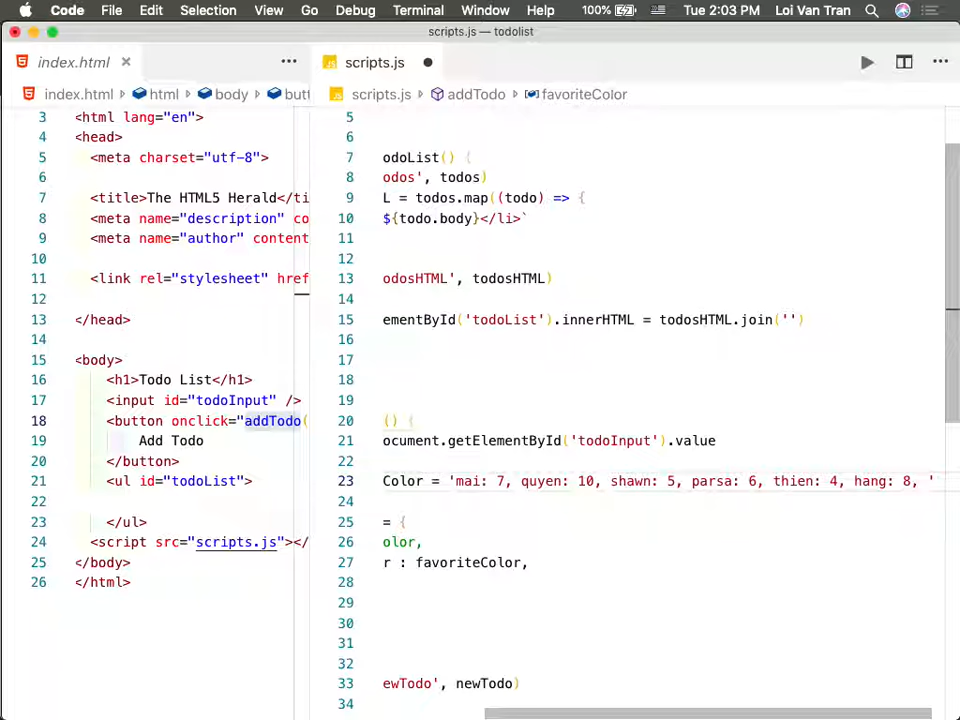 Code File Edit Selection View Go Debug Terminal Window Help 100% Tue 2:03 PM Loi Van Tran
scripts.js — todolist
index.html
scripts.js
index.html html body butt
scripts.js addTodo favoriteColor
3 <html lang="en">
4 <head>
5 <meta charset="utf-8">
6
7 <title>The HTML5 Herald</ti
8 <meta name="description" co
9 <meta name="author" content
10
11 <link rel="stylesheet" href
12
13 </head>
14
15 <body>
16 <h1>Todo List</h1>
17 <input id="todoInput" />
18 <button onclick="addTodo(
19 Add Todo
20 </button>
21 <ul id="todoList">
22
23 </ul>
24 <script src="scripts.js"></
25 </body>
26 </html>
5
6
7 odoList() {
8 odos', todos)
9 L = todos.map((todo) => {
10 ${todo.body}</li>`
11
12
13 odosHTML', todosHTML)
14
15 ementById('todoList').innerHTML = todosHTML.join('')
16
17
18
19
20 () {
21 ocument.getElementById('todoInput').value
22
23 Color = 'mai: 7, quyen: 10, shawn: 5, parsa: 6, thien: 4, hang: 8, '
24
25 = {
26 olor,
27 r : favoriteColor,
28
29
30
31
32
33 ewTodo', newTodo)
34